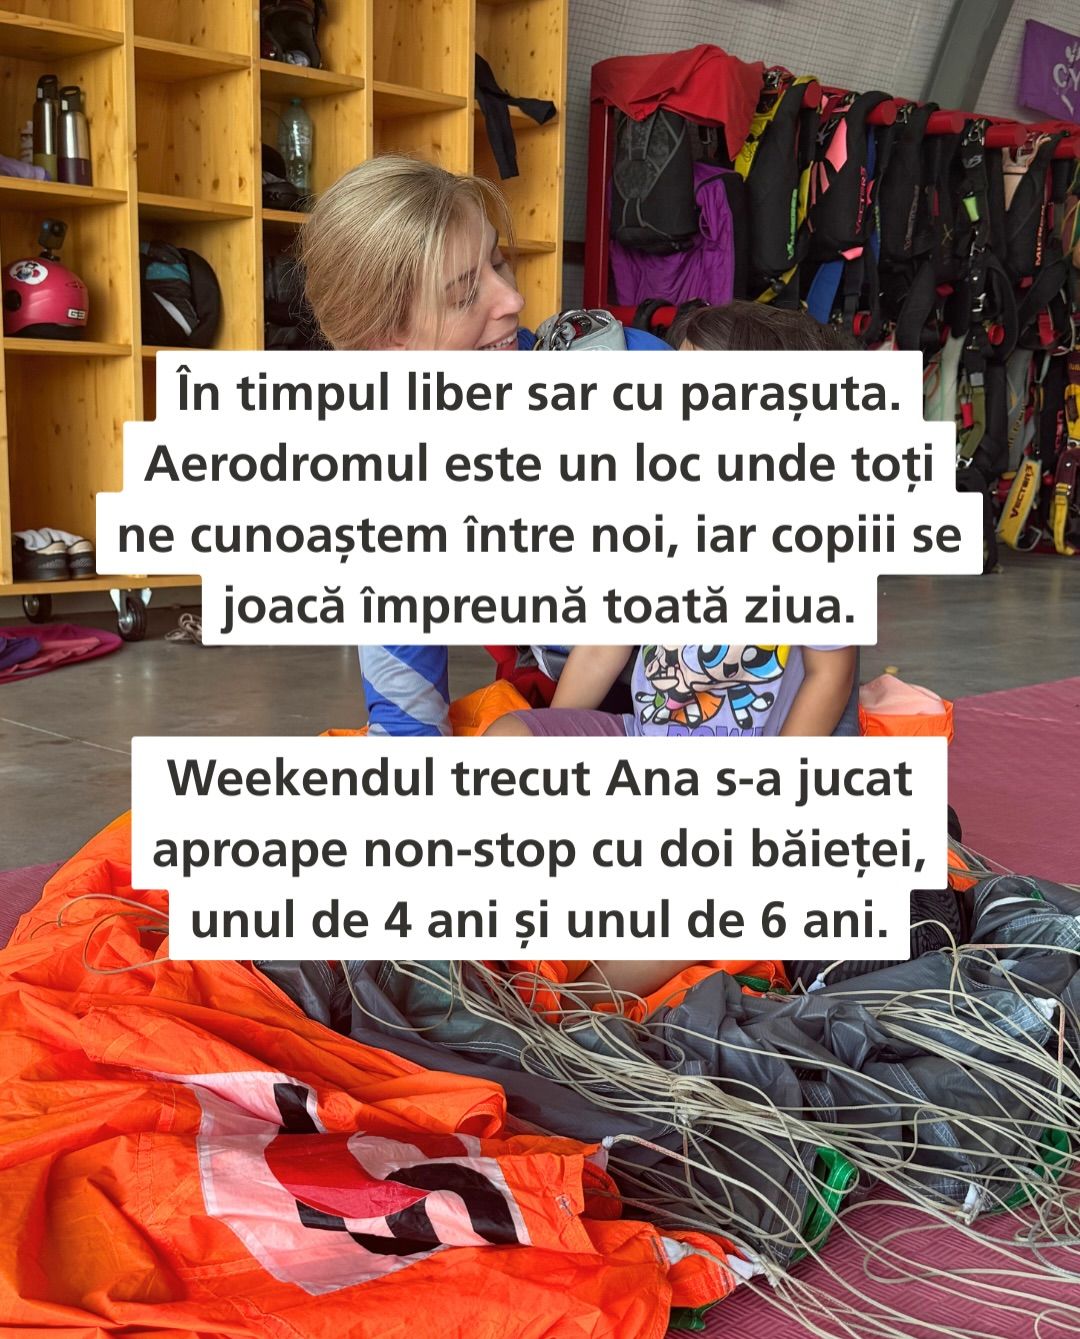 În timpul liber sar cu parașuta.
Aerodromul este un loc unde toți
ne cunoaștem între noi, iar copiii se
joacă împreună toată ziua.
Weekendul trecut Ana s-a jucat
aproape non-stop cu doi băieței,
unul de 4 ani și unul de 6 ani.
VECTOR3